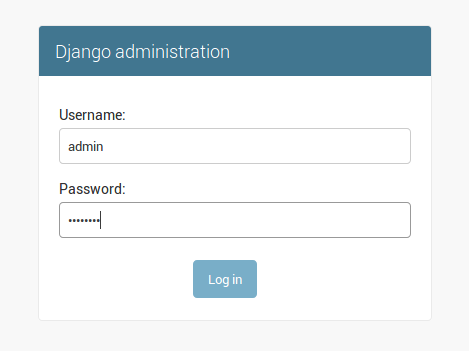 Django administration
Username:
admin
Password:
••••••••
Log in